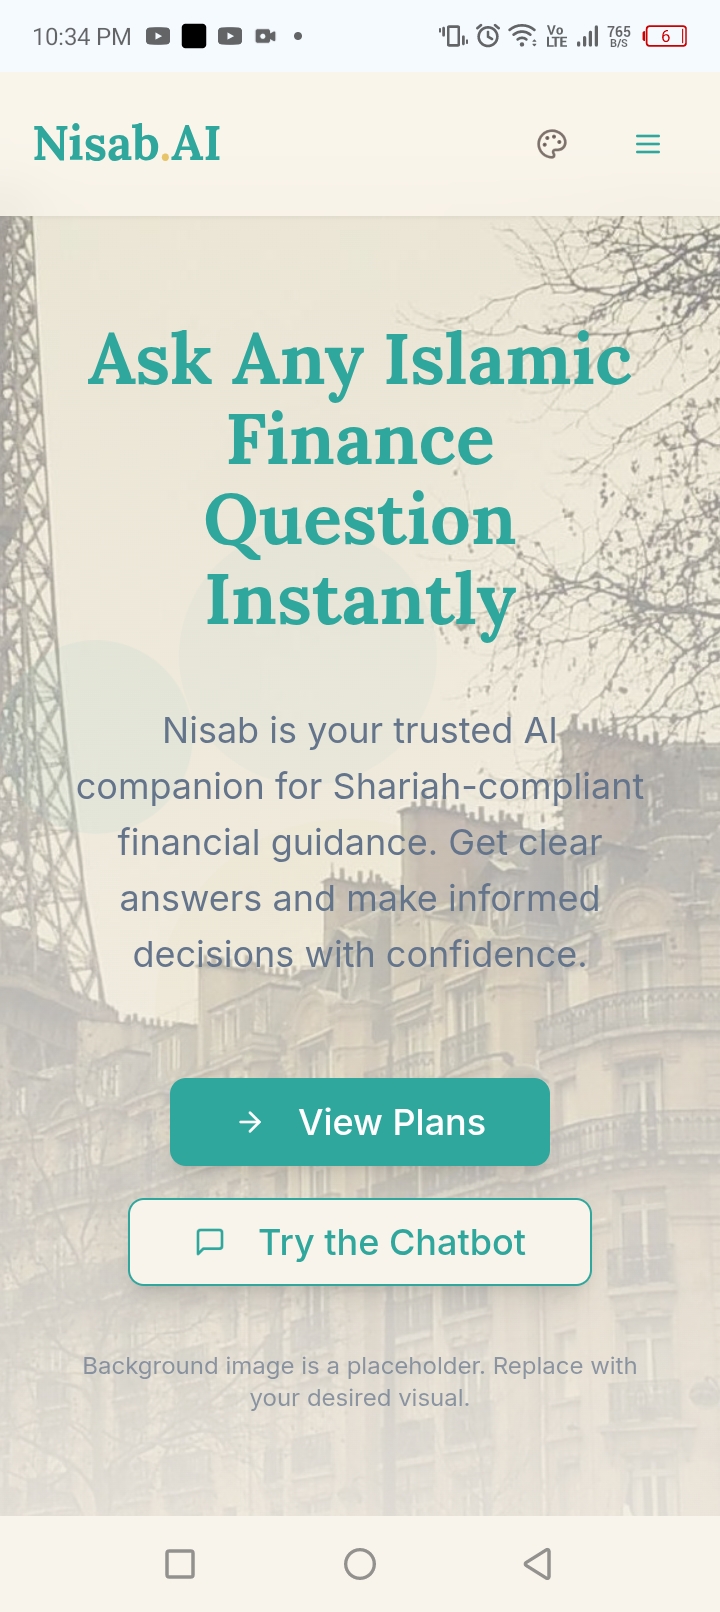 10:34 PM
Vo
LTE
765
B/S
6
Nisab.AI
Ask Any Islamic
Finance
Question
Instantly
Nisab is your trusted AI
companion for Shariah-compliant
financial guidance. Get clear
answers and make informed
decisions with confidence.
View Plans
Try the Chatbot
Background image is a placeholder. Replace with
your desired visual.